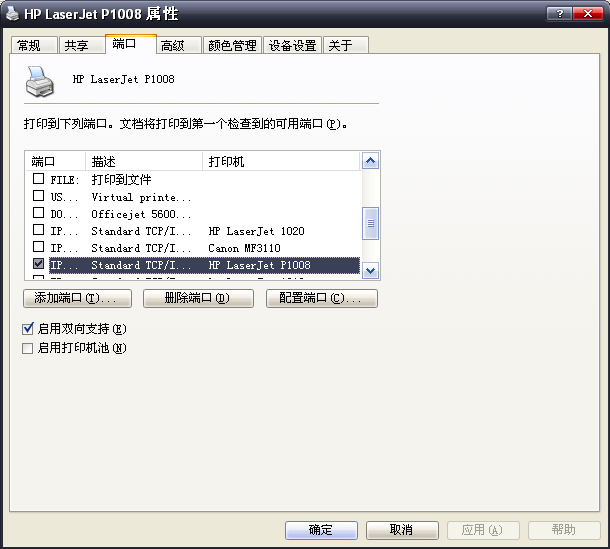 HP LaserJet P1008 属性
常规 共享 端口 高级 颜色管理 设备设置 关于
HP LaserJet P1008
打印到下列端口。文档将打印到第一个检查到的可用端口(P)。
端口 描述 打印机
FILE: 打印到文件
US... Virtual printe...
DO... Officejet 5600...
IP... Standard TCP/I... HP LaserJet 1020
IP... Standard TCP/I... Canon MF3110
IP... Standard TCP/I... HP LaserJet P1008
添加端口(T)... 删除端口(D) 配置端口(C)...
启用双向支持(E)
启用打印机池(N)
确定 取消 应用(A) 帮助